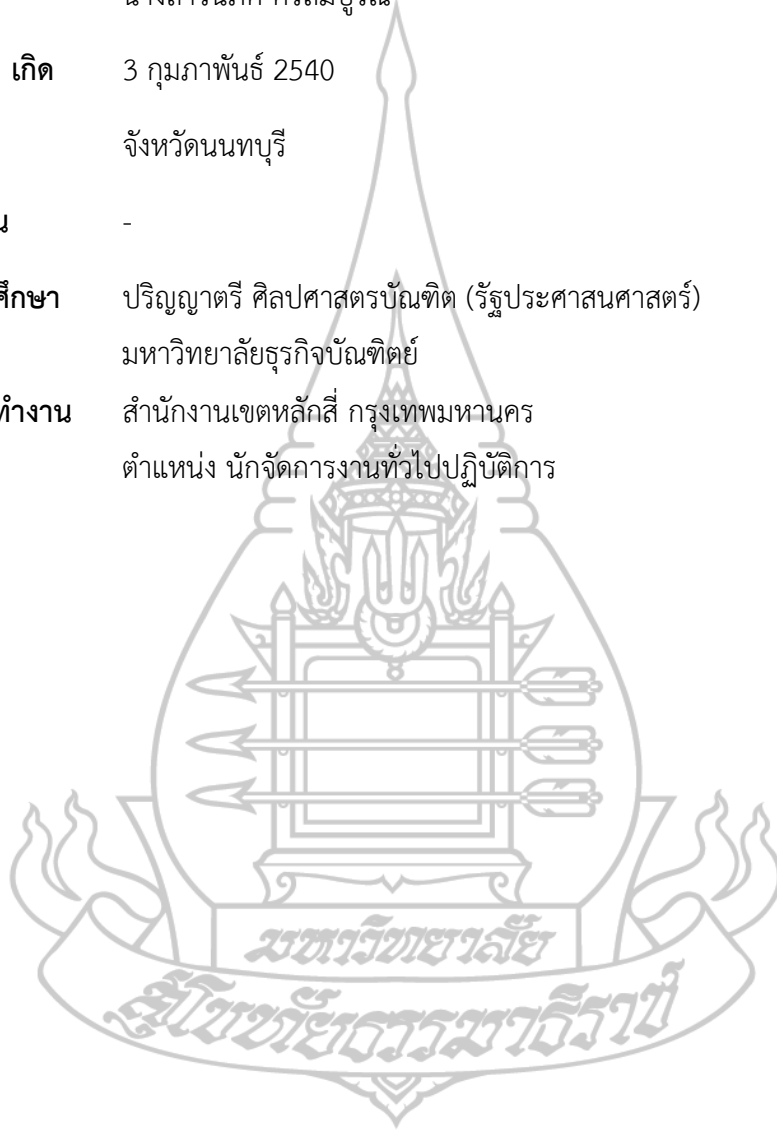 เกิด 3 กุมภาพันธ์ 2540
จังหวัดนนทบุรี
-
ปริญญาตรี ศิลปศาสตรบัณฑิต (รัฐประศาสนศาสตร์)
มหาวิทยาลัยธุรกิจบัณฑิตย์
สำนักงานเขตหลักสี่ กรุงเทพมหานคร
ตำแหน่ง นักจัดการงานทั่วไปปฏิบัติการ
มหาวิทยาลัย
สุโขทัยธรรมาธิราช